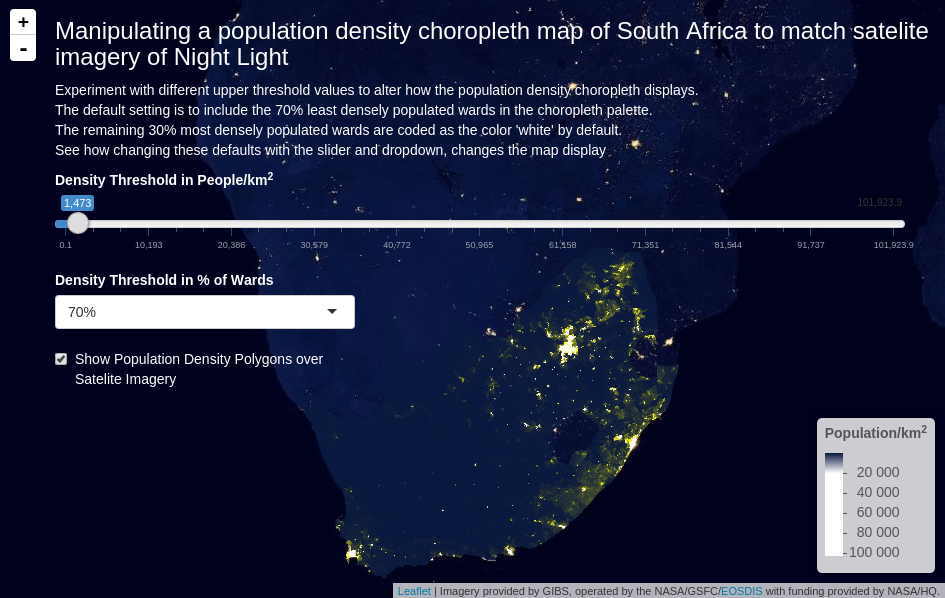 +
-
Manipulating a population density choropleth map of South Africa to match satelite
imagery of Night Light
Experiment with different upper threshold values to alter how the population density choropleth displays.
The default setting is to include the 70% least densely populated wards in the choropleth palette.
The remaining 30% most densely populated wards are coded as the color 'white' by default.
See how changing these defaults with the slider and dropdown, changes the map display
Density Threshold in People/km²
1,473 101,923.9
0.1 10,193 20,386 30,579 40,772 50,965 61,158 71,351 81,544 91,737 101,923.9
Density Threshold in % of Wards
70%
Show Population Density Polygons over
Satelite Imagery
Population/km²
20 000
40 000
60 000
80 000
100 000
Leaflet | Imagery provided by GIBS, operated by the NASA/GSFC/EOSDIS with funding provided by NASA/HQ.